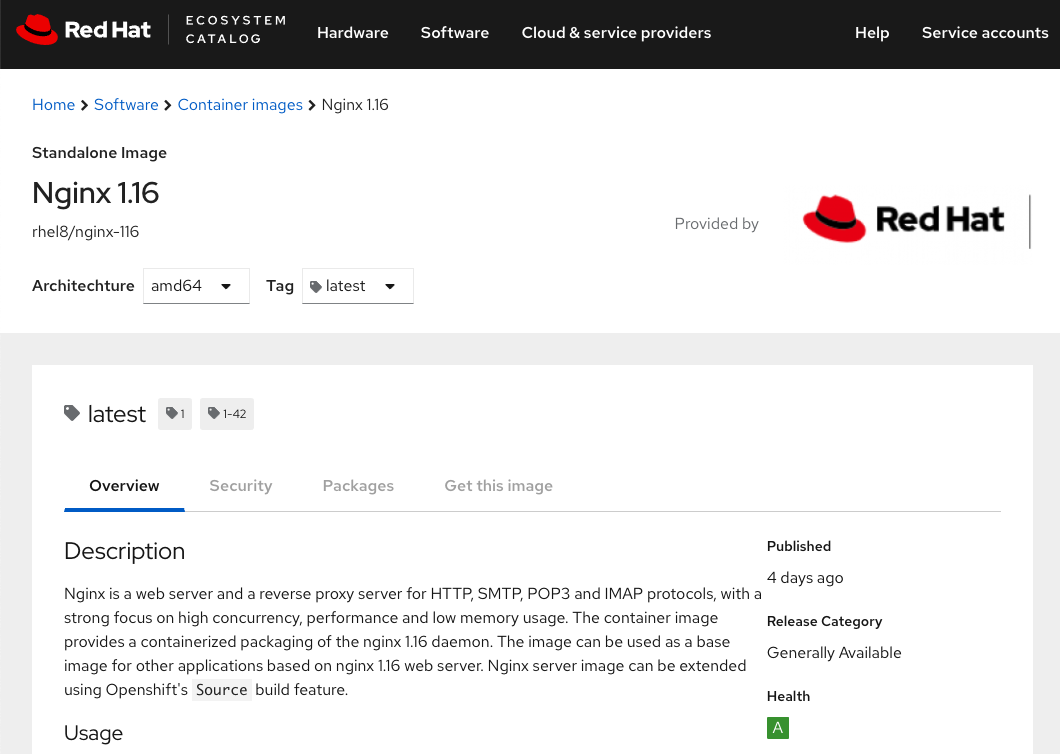 Red Hat
ECOSYSTEM
CATALOG
Hardware
Software
Cloud & service providers
Help
Service accounts
Home
Software
Container images
Nginx 1.16
Standalone Image
Nginx 1.16
rhel8/nginx-116
Provided by
Red Hat
Architechture
amd64
Tag
latest
latest
1
1-42
Overview
Security
Packages
Get this image
Description
Nginx is a web server and a reverse proxy server for HTTP, SMTP, POP3 and IMAP protocols, with a
strong focus on high concurrency, performance and low memory usage. The container image
provides a containerized packaging of the nginx 1.16 daemon. The image can be used as a base
image for other applications based on nginx 1.16 web server. Nginx server image can be extended
using Openshift's Source build feature.
Usage
Published
4 days ago
Release Category
Generally Available
Health
A